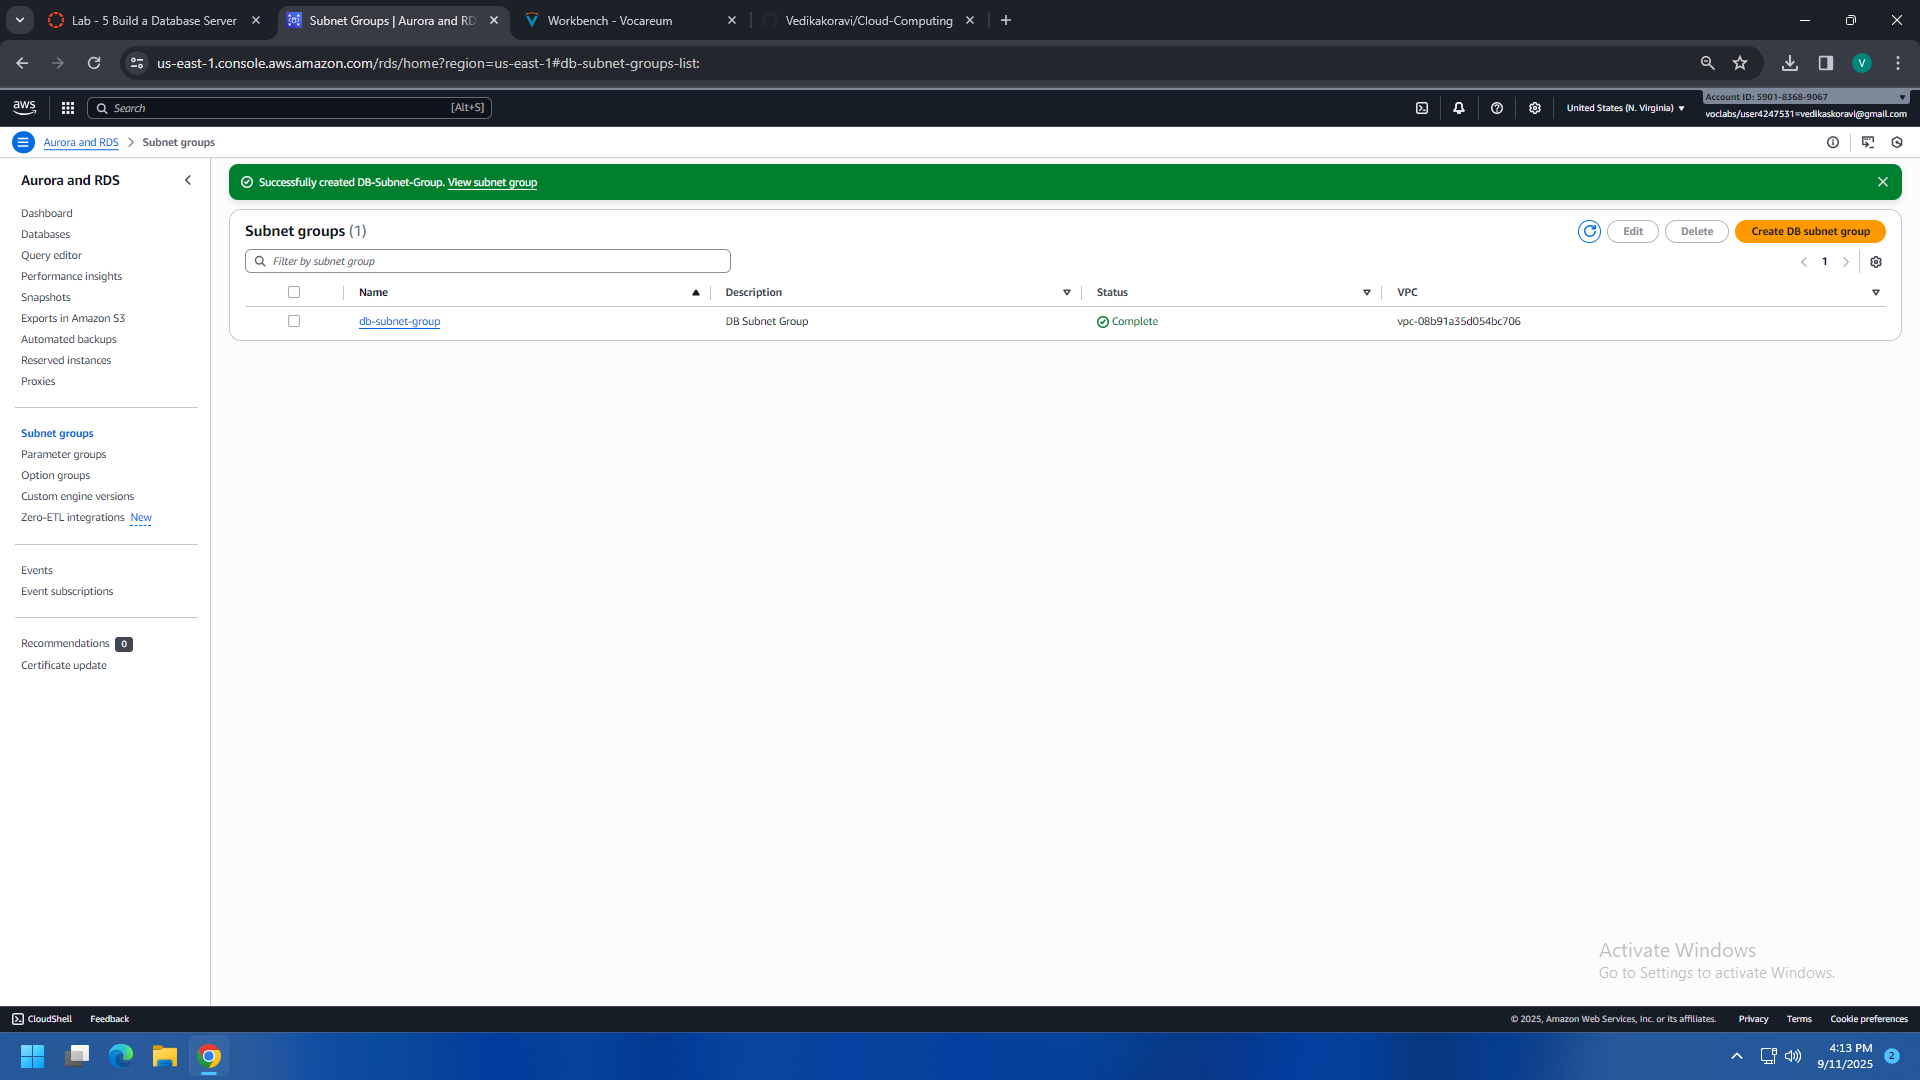 Lab - 5 Build a Database Server
Subnet Groups | Aurora and RD
Workbench - Vocareum
Vedikakoravi/Cloud-Computing
us-east-1.console.aws.amazon.com/rds/home?region=us-east-1#db-subnet-groups-list:
V
aws
Search
[Alt+S]
United States (N. Virginia)
Account ID: 5901-8368-9067
voclabs/user4247531=vedikaskoravi@gmail.com
Aurora and RDS
Subnet groups
Aurora and RDS
Dashboard
Databases
Query editor
Performance insights
Snapshots
Exports in Amazon S3
Automated backups
Reserved instances
Proxies
Subnet groups
Parameter groups
Option groups
Custom engine versions
Zero-ETL integrations New
Events
Event subscriptions
Recommendations 0
Certificate update
Successfully created DB-Subnet-Group. View subnet group
Subnet groups (1)
Edit
Delete
Create DB subnet group
Filter by subnet group
1
Name
Description
Status
VPC
db-subnet-group
DB Subnet Group
Complete
vpc-08b91a35d054bc706
Activate Windows
Go to Settings to activate Windows.
CloudShell
Feedback
© 2025, Amazon Web Services, Inc. or its affiliates.
Privacy
Terms
Cookie preferences
4:13 PM
9/11/2025
2